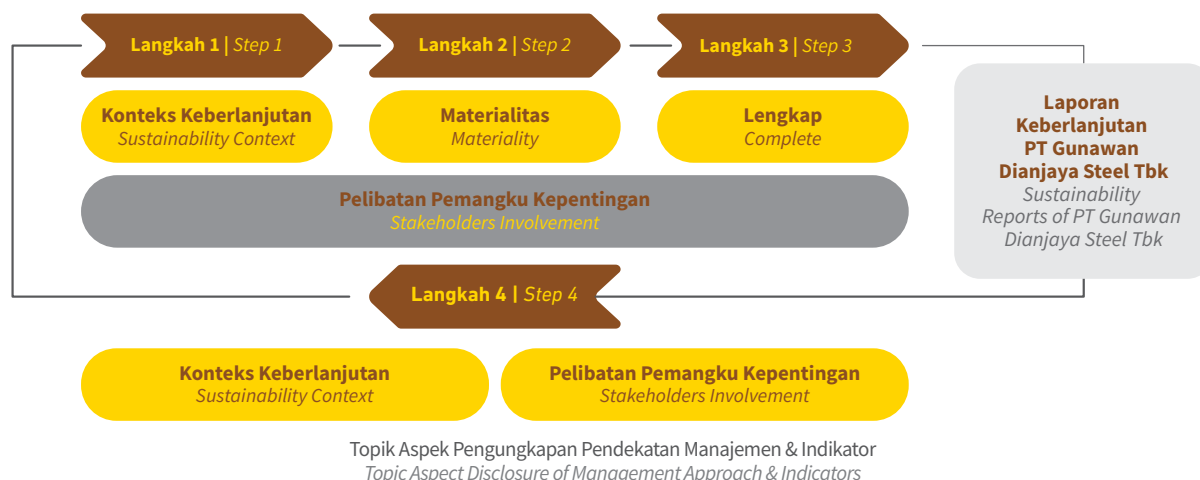 Langkah 1 | Step 1
Langkah 2 | Step 2
Langkah 3 | Step 3
Konteks Keberlanjutan
Sustainability Context
Materialitas
Materiality
Lengkap
Complete
Laporan
Keberlanjutan
PT Gunawan
Dianjaya Steel Tbk
Sustainability
Reports of PT Gunawan
Dianjaya Steel Tbk
Pelibatan Pemangku Kepentingan
Stakeholders Involvement
Langkah 4 | Step 4
Konteks Keberlanjutan
Sustainability Context
Pelibatan Pemangku Kepentingan
Stakeholders Involvement
Topik Aspek Pengungkapan Pendekatan Manajemen & Indikator
Topic Aspect Disclosure of Management Approach & Indicators